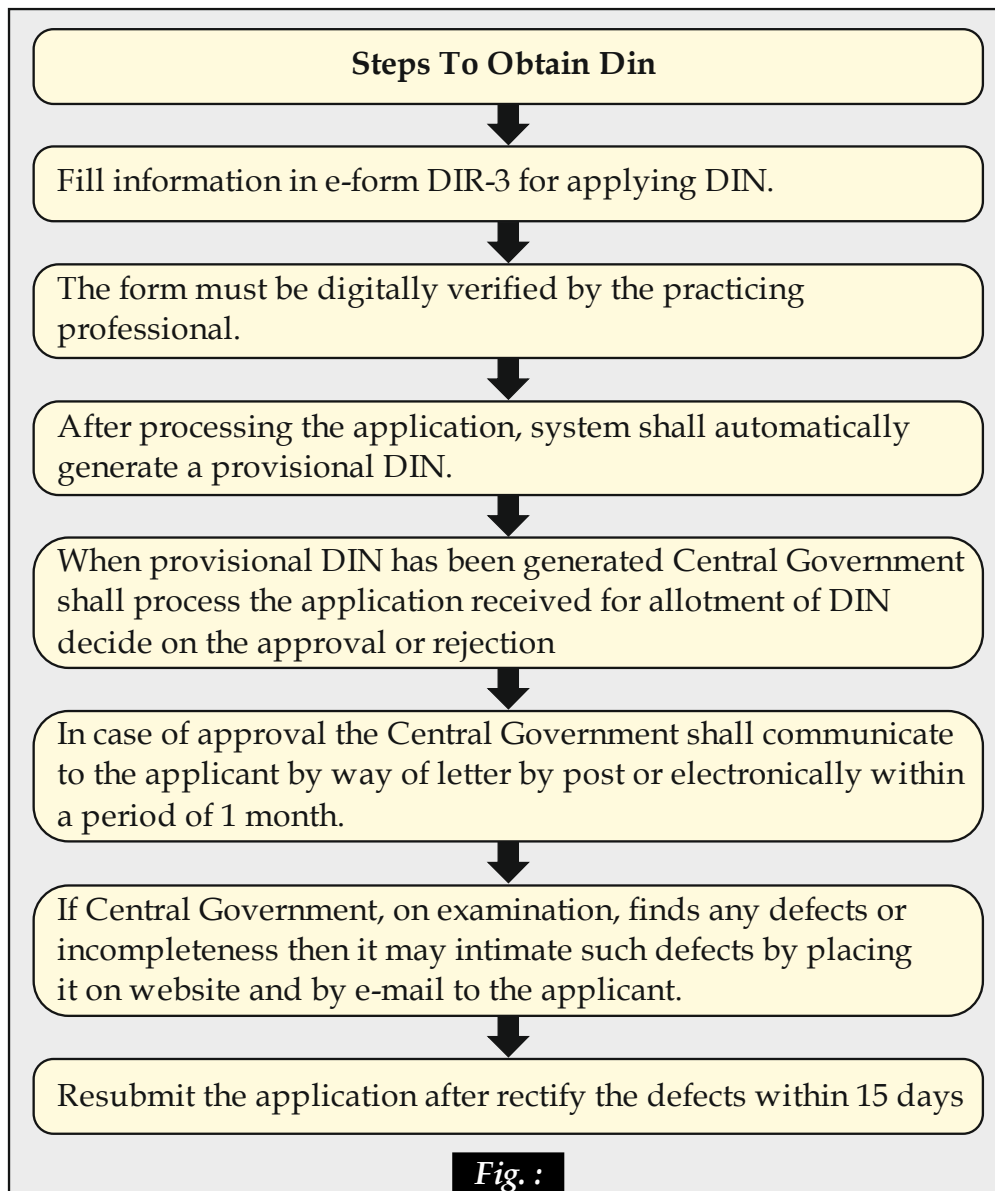 Steps To Obtain Din
Fill information in e-form DIR-3 for applying DIN.
The form must be digitally verified by the practicing
professional.
After processing the application, system shall automatically
generate a provisional DIN.
When provisional DIN has been generated Central Government
shall process the application received for allotment of DIN
decide on the approval or rejection
In case of approval the Central Government shall communicate
to the applicant by way of letter by post or electronically within
a period of 1 month.
If Central Government, on examination, finds any defects or
incompleteness then it may intimate such defects by placing
it on website and by e-mail to the applicant.
Resubmit the application after rectify the defects within 15 days
Fig. :